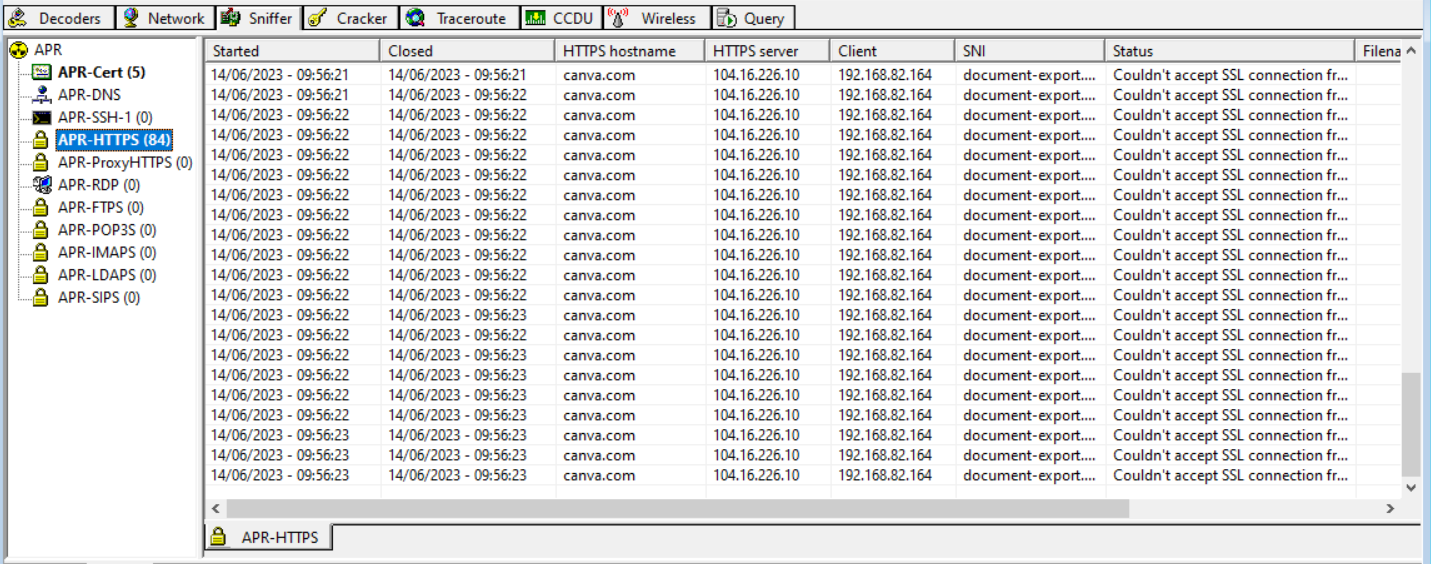 Decoders Network Sniffer Cracker Traceroute CCDU Wireless Query
APR
APR-Cert (5)
APR-DNS
APR-SSH-1 (0)
APR-HTTPS (84)
APR-ProxyHTTPS (0)
APR-RDP (0)
APR-FTPS (0)
APR-POP3S (0)
APR-IMAPS (0)
APR-LDAPS (0)
APR-SIPS (0)
Started Closed HTTPS hostname HTTPS server Client SNI Status Filena
14/06/2023 - 09:56:21 14/06/2023 - 09:56:21 canva.com 104.16.226.10 192.168.82.164 document-export.... Couldn't accept SSL connection fr...
14/06/2023 - 09:56:21 14/06/2023 - 09:56:22 canva.com 104.16.226.10 192.168.82.164 document-export.... Couldn't accept SSL connection fr...
14/06/2023 - 09:56:22 14/06/2023 - 09:56:22 canva.com 104.16.226.10 192.168.82.164 document-export.... Couldn't accept SSL connection fr...
14/06/2023 - 09:56:22 14/06/2023 - 09:56:22 canva.com 104.16.226.10 192.168.82.164 document-export.... Couldn't accept SSL connection fr...
14/06/2023 - 09:56:22 14/06/2023 - 09:56:22 canva.com 104.16.226.10 192.168.82.164 document-export.... Couldn't accept SSL connection fr...
14/06/2023 - 09:56:22 14/06/2023 - 09:56:22 canva.com 104.16.226.10 192.168.82.164 document-export.... Couldn't accept SSL connection fr...
14/06/2023 - 09:56:22 14/06/2023 - 09:56:22 canva.com 104.16.226.10 192.168.82.164 document-export.... Couldn't accept SSL connection fr...
14/06/2023 - 09:56:22 14/06/2023 - 09:56:22 canva.com 104.16.226.10 192.168.82.164 document-export.... Couldn't accept SSL connection fr...
14/06/2023 - 09:56:22 14/06/2023 - 09:56:22 canva.com 104.16.226.10 192.168.82.164 document-export.... Couldn't accept SSL connection fr...
14/06/2023 - 09:56:22 14/06/2023 - 09:56:22 canva.com 104.16.226.10 192.168.82.164 document-export.... Couldn't accept SSL connection fr...
14/06/2023 - 09:56:22 14/06/2023 - 09:56:22 canva.com 104.16.226.10 192.168.82.164 document-export.... Couldn't accept SSL connection fr...
14/06/2023 - 09:56:22 14/06/2023 - 09:56:22 canva.com 104.16.226.10 192.168.82.164 document-export.... Couldn't accept SSL connection fr...
14/06/2023 - 09:56:22 14/06/2023 - 09:56:23 canva.com 104.16.226.10 192.168.82.164 document-export.... Couldn't accept SSL connection fr...
14/06/2023 - 09:56:22 14/06/2023 - 09:56:22 canva.com 104.16.226.10 192.168.82.164 document-export.... Couldn't accept SSL connection fr...
14/06/2023 - 09:56:22 14/06/2023 - 09:56:23 canva.com 104.16.226.10 192.168.82.164 document-export.... Couldn't accept SSL connection fr...
14/06/2023 - 09:56:22 14/06/2023 - 09:56:23 canva.com 104.16.226.10 192.168.82.164 document-export.... Couldn't accept SSL connection fr...
14/06/2023 - 09:56:22 14/06/2023 - 09:56:23 canva.com 104.16.226.10 192.168.82.164 document-export.... Couldn't accept SSL connection fr...
14/06/2023 - 09:56:22 14/06/2023 - 09:56:23 canva.com 104.16.226.10 192.168.82.164 document-export.... Couldn't accept SSL connection fr...
14/06/2023 - 09:56:23 14/06/2023 - 09:56:23 canva.com 104.16.226.10 192.168.82.164 document-export.... Couldn't accept SSL connection fr...
14/06/2023 - 09:56:23 14/06/2023 - 09:56:23 canva.com 104.16.226.10 192.168.82.164 document-export.... Couldn't accept SSL connection fr...
14/06/2023 - 09:56:23 14/06/2023 - 09:56:23 canva.com 104.16.226.10 192.168.82.164 document-export.... Couldn't accept SSL connection fr...
APR-HTTPS